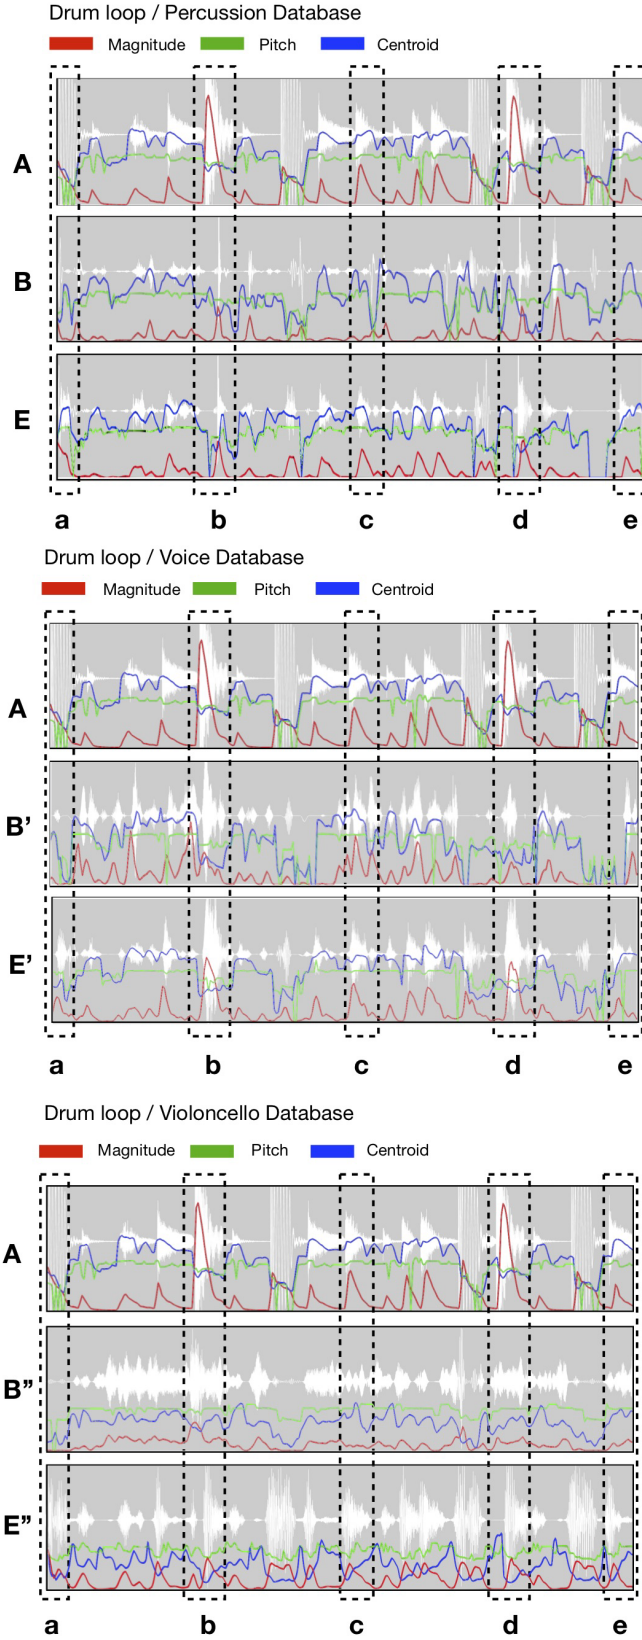 Drum loop / Percussion Database
Magnitude Pitch Centroid
A
B
E
a b c d e
Drum loop / Voice Database
Magnitude Pitch Centroid
A
B’
E’
a b c d e
Drum loop / Violoncello Database
Magnitude Pitch Centroid
A
B”
E”
a b c d e